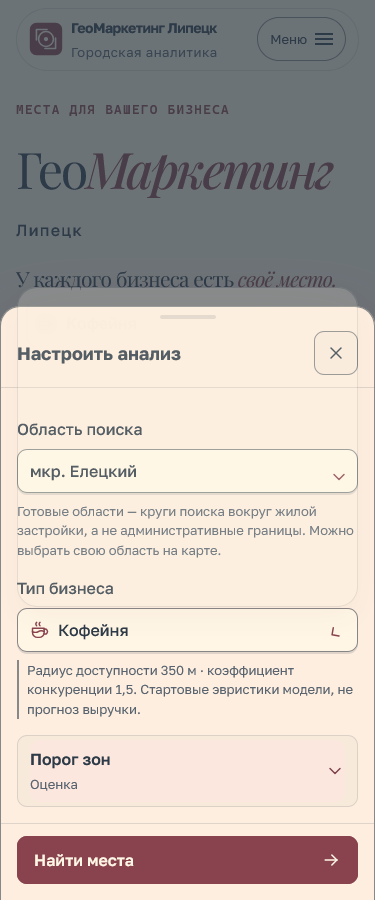 ГеоМаркетинг Липецк
Городская аналитика
Меню
МЕСТА ДЛЯ ВАШЕГО БИЗНЕСА
ГеоМаркетинг
Липецк
У каждого бизнеса есть своё место.
Настроить анализ
Область поиска
мкр. Елецкий
Готовые области — круги поиска вокруг жилой
застройки, а не административные границы. Можно
выбрать свою область на карте.
Тип бизнеса
Кофейня
Радиус доступности 350 м · коэффициент
конкуренции 1,5. Стартовые эвристики модели, не
прогноз выручки.
Порог зон
Оценка
Найти места